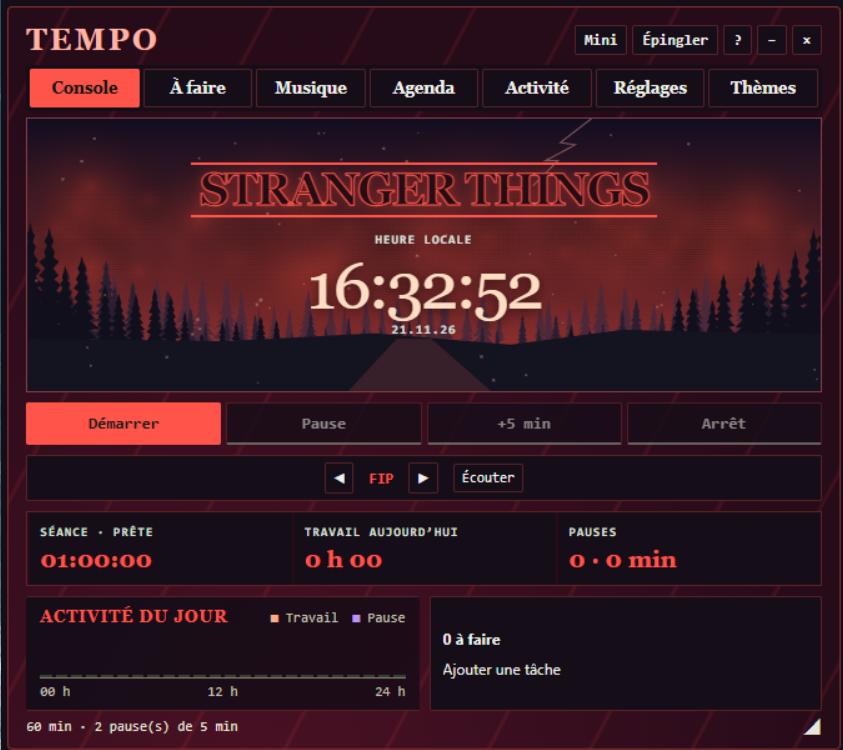 TEMPO
Mini Épingler ? – ×
Console À faire Musique Agenda Activité Réglages Thèmes
STRANGER THINGS
HEURE LOCALE
16:32:52
21.11.26
Démarrer Pause +5 min Arrêt
◀ FIP ▶ Écouter
SÉANCE · PRÊTE TRAVAIL AUJOURD’HUI PAUSES
01:00:00 0 h 00 0 · 0 min
ACTIVITÉ DU JOUR Travail Pause
00 h 12 h 24 h
0 à faire
Ajouter une tâche
60 min · 2 pause(s) de 5 min